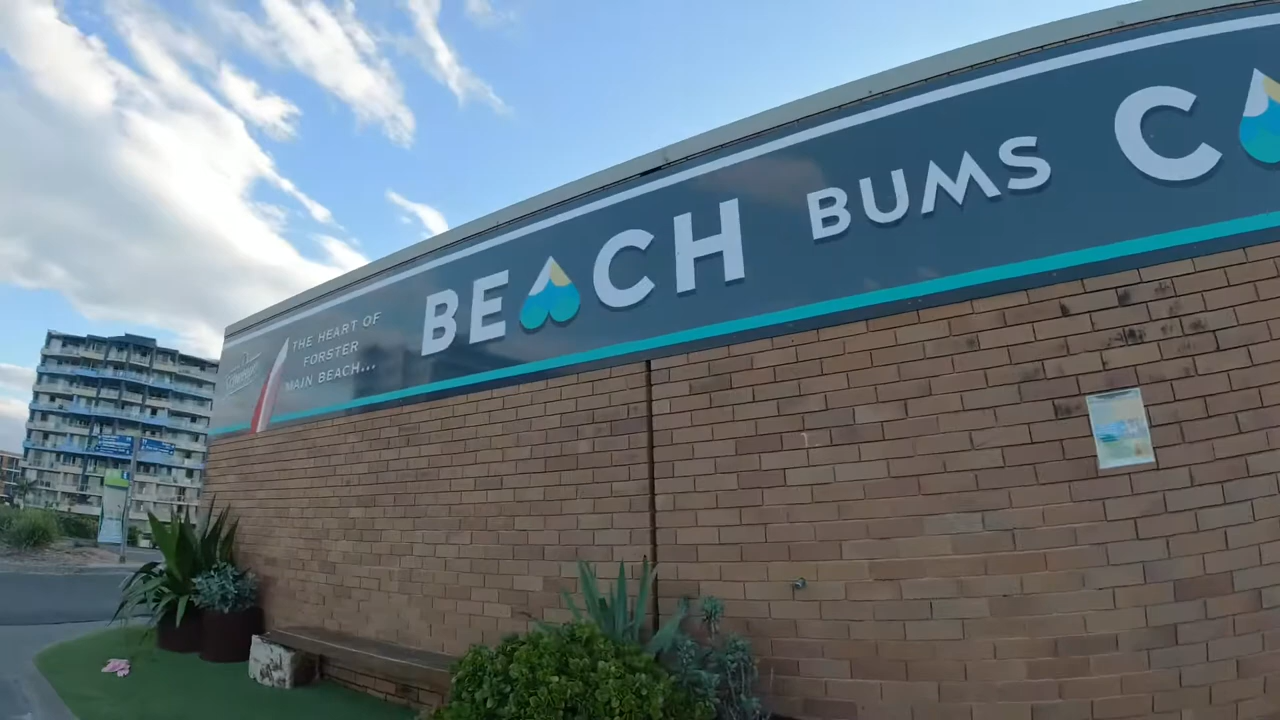 THE HEART OF
FORSTER
MAIN BEACH...
BEACH BUMS C